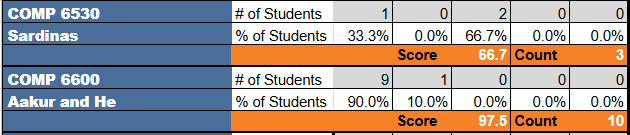 COMP 6530 # of Students 1 0 2 0 0
Sardinas % of Students 33.3% 0.0% 66.7% 0.0% 0.0%
Score 66.7 Count 3
COMP 6600 # of Students 9 1 0 0 0
Aakur and He % of Students 90.0% 10.0% 0.0% 0.0% 0.0%
Score 97.5 Count 10